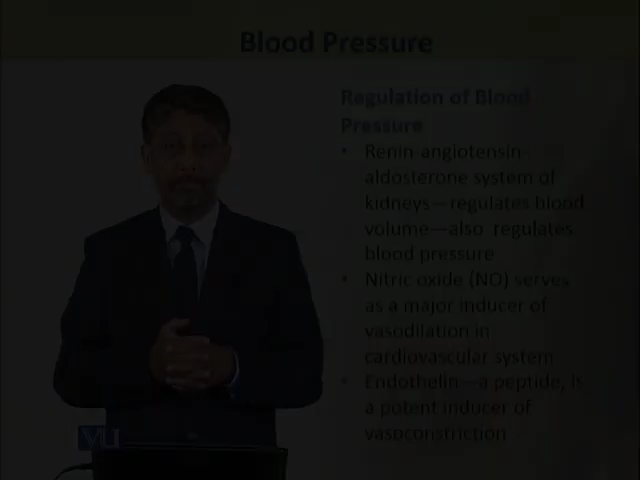 Blood Pressure
Regulation of Blood
Pressure
• Renin-angiotensin-
aldosterone system of
kidneys—regulates blood
volume—also regulates
blood pressure
• Nitric oxide (NO) serves
as a major inducer of
vasodilation in
cardiovascular system
• Endothelin—a peptide, is
a potent inducer of
vasoconstriction
VU